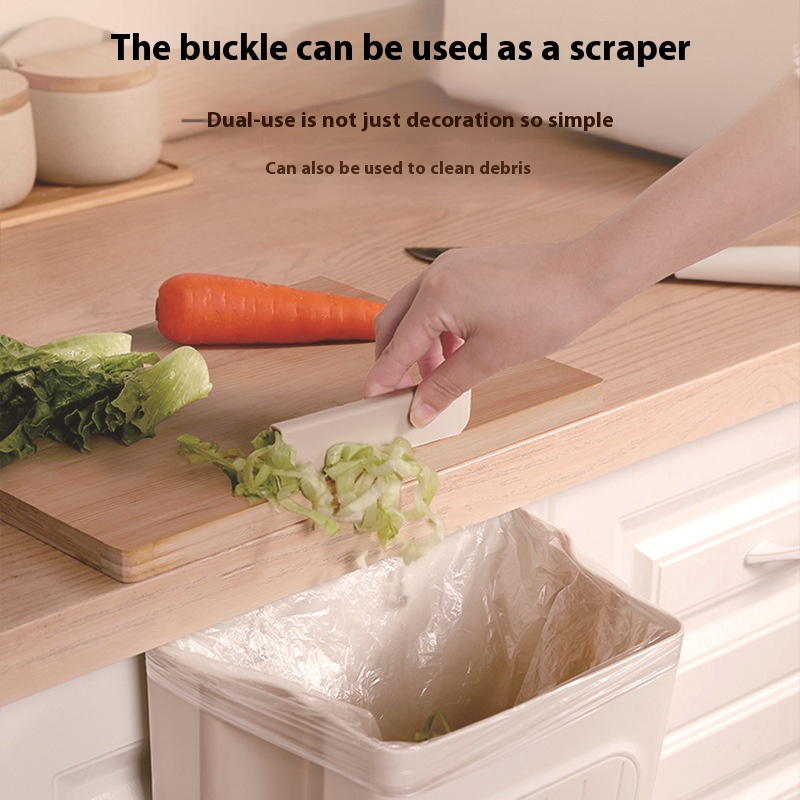 The buckle can be used as a scraper
—Dual-use is not just decoration so simple
Can also be used to clean debris